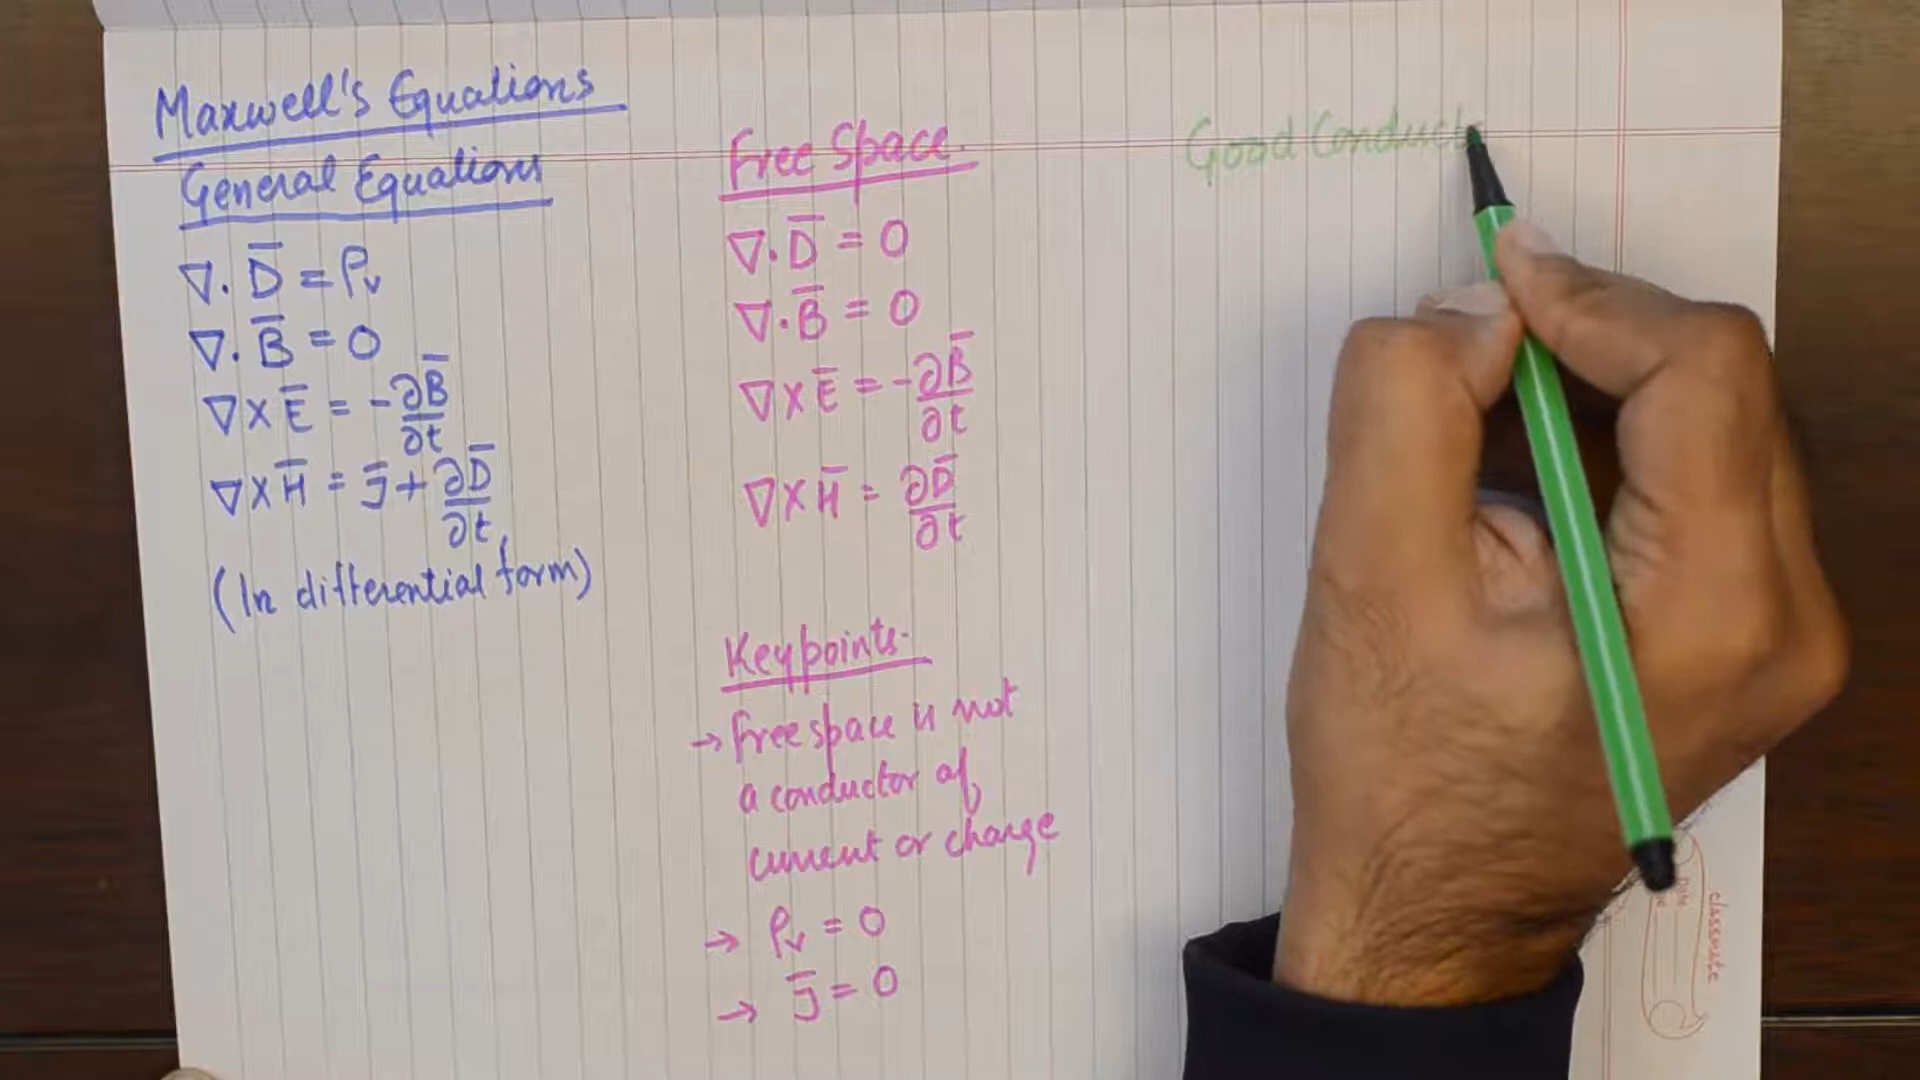 Maxwell's Equations
General Equations
∇. D̅ = ρv
∇. B̅ = 0
∇ X E̅ = -∂B̅/∂t
∇ X H̅ = J̅ + ∂D̅/∂t
(In differential form)
Free Space.
∇. D̅ = 0
∇. B̅ = 0
∇ X E̅ = -∂B̅/∂t
∇ X H̅ = ∂D̅/∂t
Keypoints.
→ Free space is not
a conductor of
current or charge
→ ρv = 0
→ J̅ = 0
Good Conduct
classmate